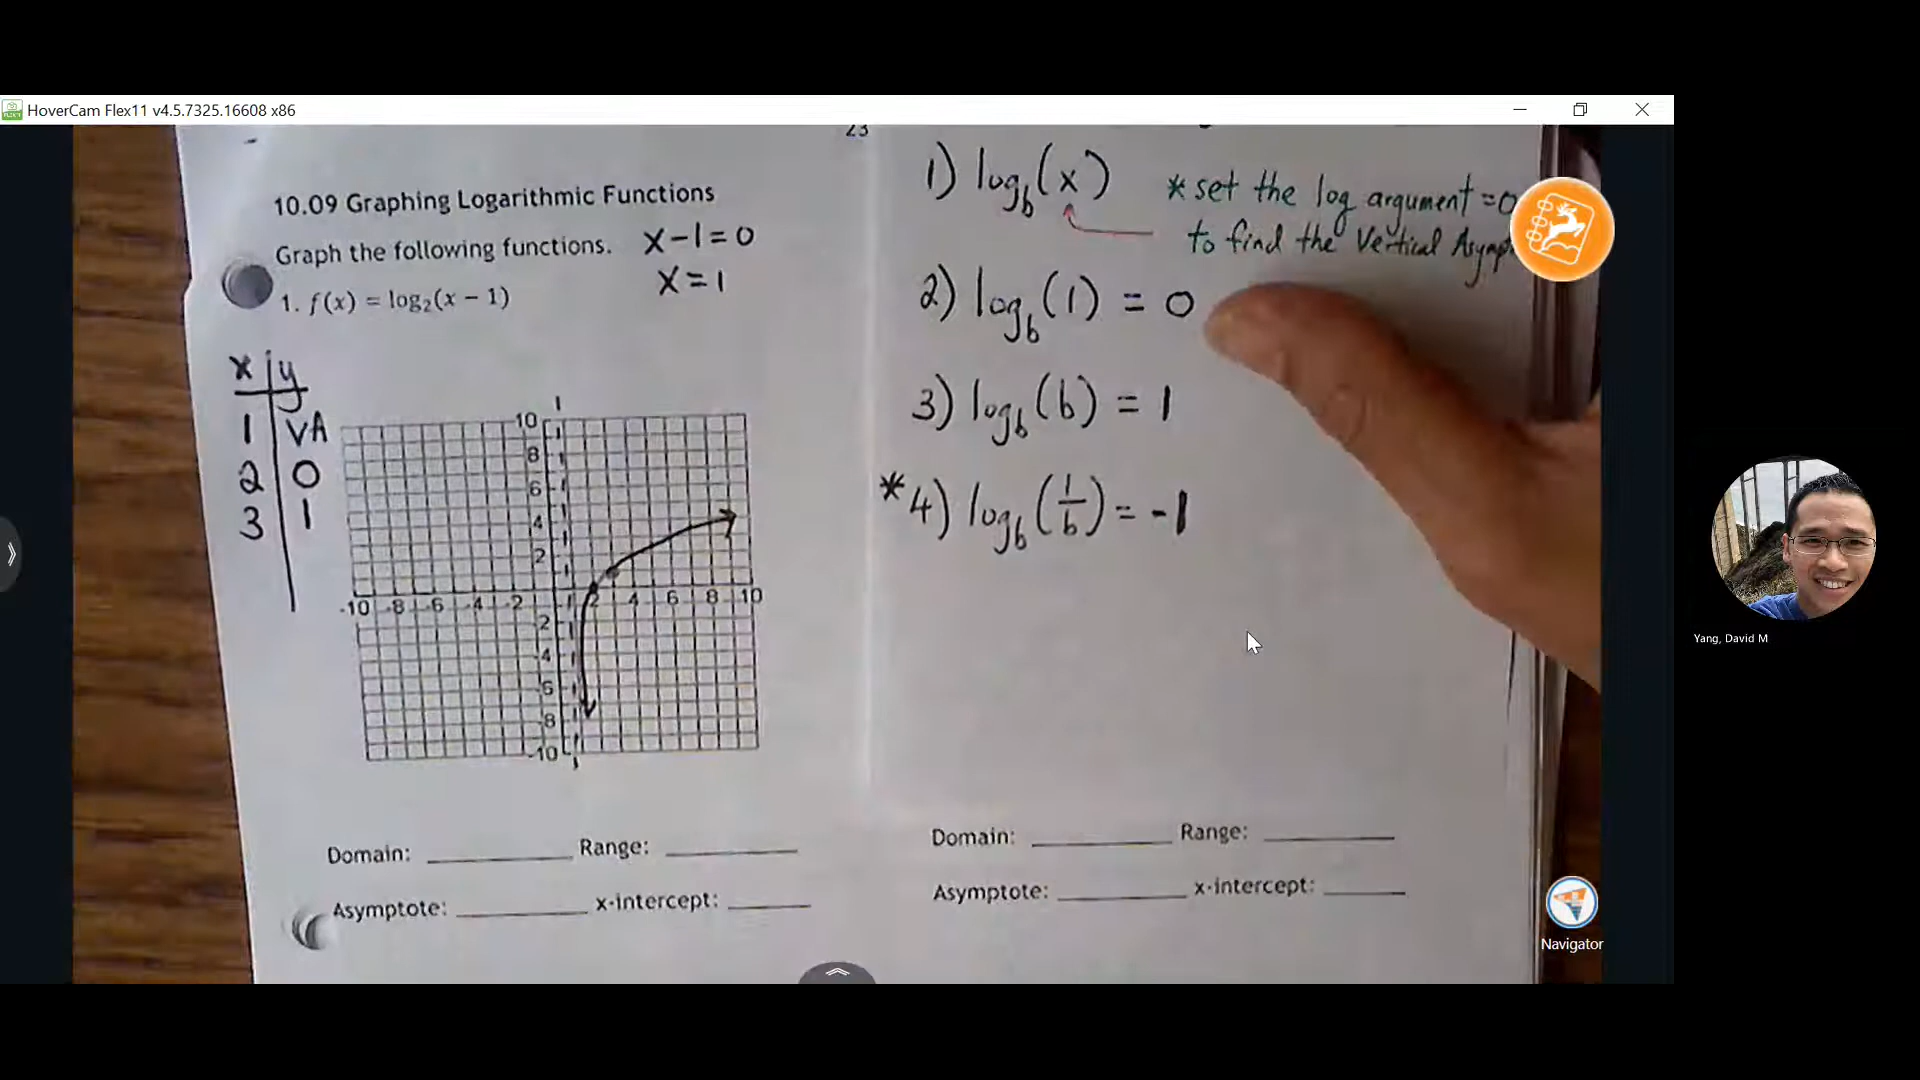 HoverCam Flex11 v4.5.7325.16608 x86
23
10.09 Graphing Logarithmic Functions
Graph the following functions.
x-1=0
x=1
1. f(x) = log₂(x − 1)
x | y
1 | VA
2 | 0
3 | 1
10
8
6
4
2
-10 -8 -6 -4 -2 2 4 6 8 10
-2
-4
-6
-8
-10
Domain: Range:
Asymptote: x-intercept:
1) log_b(x) * set the log argument =0
to find the Vertical Asymp
2) log_b(1) = 0
3) log_b(b) = 1
*4) log_b(1/b) = -1
Domain: Range:
Asymptote: x-intercept:
Navigator
Yang, David M